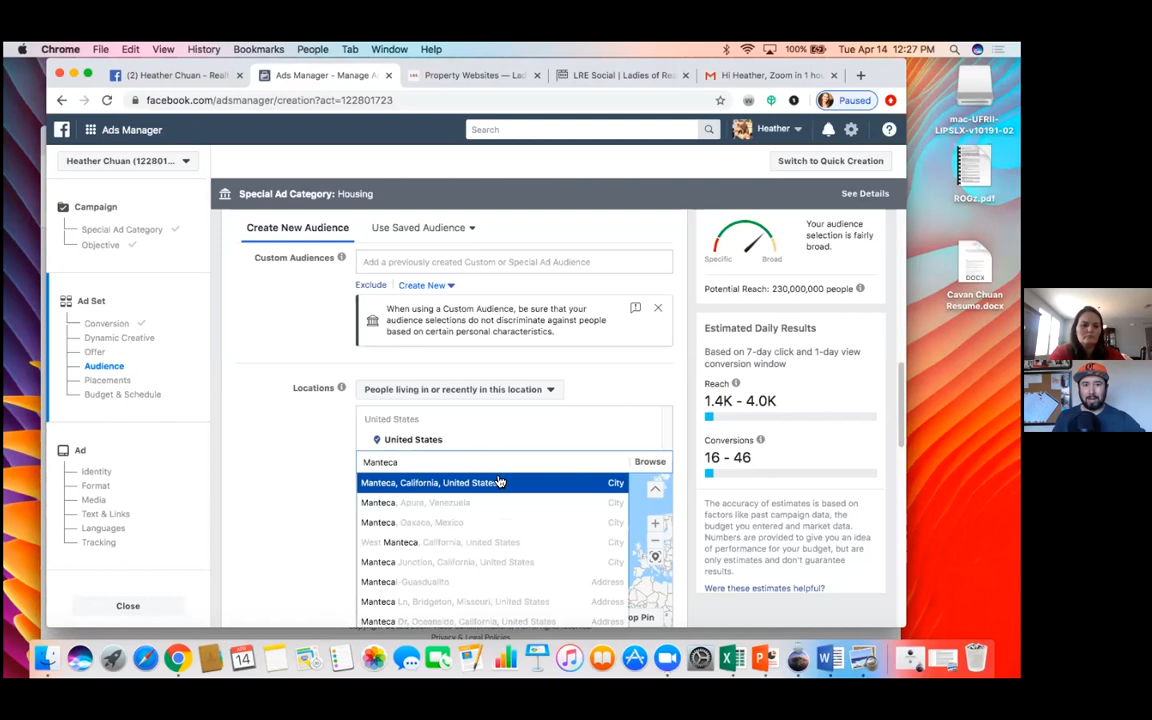 Chrome File Edit View History Bookmarks People Tab Window Help
100% Tue Apr 14 12:27 PM
(2) Heather Chuan - Real
Ads Manager - Manage A
Property Websites — Lad
LRE Social | Ladies of Re
Hi Heather, Zoom in 1 ho
facebook.com/adsmanager/creation?act=122801723
Paused
Ads Manager
Search
Heather
Heather Chuan (122801...
Switch to Quick Creation
Special Ad Category: Housing
See Details
Campaign
Special Ad Category
Objective
Ad Set
Conversion
Dynamic Creative
Offer
Audience
Placements
Budget & Schedule
Ad
Identity
Format
Media
Text & Links
Languages
Tracking
Close
Create New Audience
Use Saved Audience
Custom Audiences
Add a previously created Custom or Special Ad Audience
Exclude
Create New
When using a Custom Audience, be sure that your
audience selections do not discriminate against people
based on certain personal characteristics.
Locations
People living in or recently in this location
United States
United States
Manteca
Browse
Manteca, California, United States City
Manteca, Apure, Venezuela City
Manteca, Oaxaca, Mexico City
West Manteca, California, United States City
Manteca Junction, California, United States City
Manteca-Guasdualito Address
Manteca Ln, Bridgeton, Missouri, United States Address
Manteca Dr, Oceanside, California, United States Address
op Pin
Specific
Broad
Your audience
selection is fairly
broad.
Potential Reach: 230,000,000 people
Estimated Daily Results
Based on 7-day click and 1-day view
conversion window
Reach
1.4K - 4.0K
Conversions
16 - 46
The accuracy of estimates is based on
factors like past campaign data, the
budget you entered and market data.
Numbers are provided to give you an idea
of performance for your budget, but are
only estimates and don't guarantee
results.
Were these estimates helpful?
Privacy & Legal Policies
mac-UFRII-
LIPSLX-v10191-02
ROGz.pdf
DOCX
Cavan Chuan
Resume.docx
APR
14